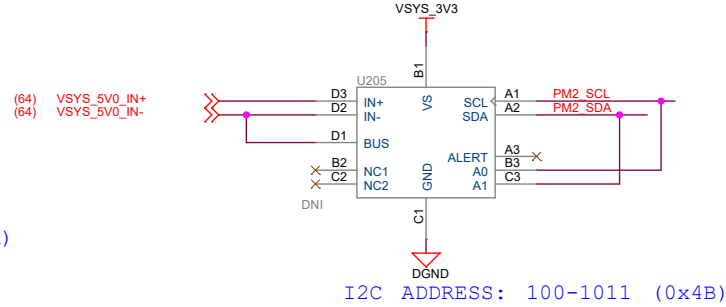 VSYS_3V3
U205
B1
(64) VSYS_5V0_IN+ D3 IN+ VS SCL A1 PM2_SCL
(64) VSYS_5V0_IN- D2 IN- SDA A2 PM2_SDA
D1 BUS
ALERT A3
B2 NC1 A0 B3
C2 NC2 GND A1 C3
DNI
C1
)
DGND
I2C ADDRESS: 100-1011 (0x4B)